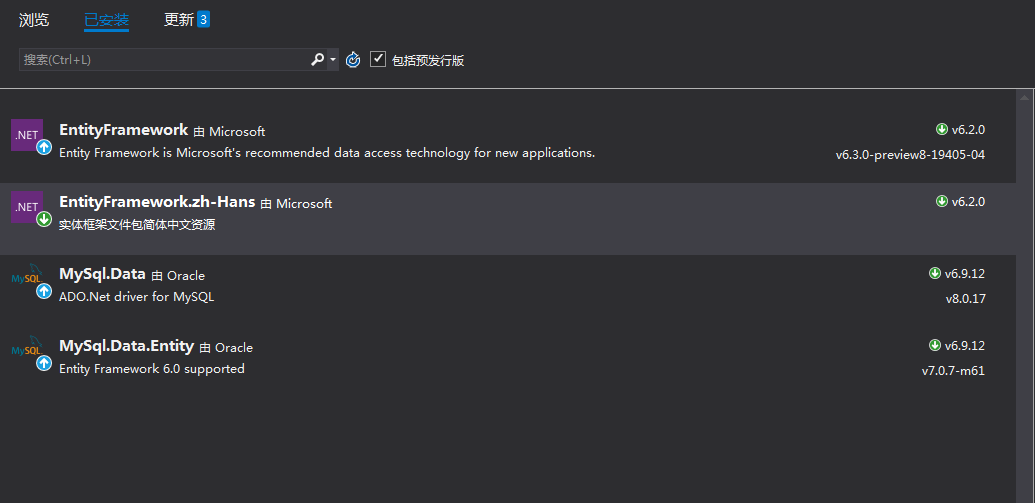 浏览 已安装 更新 3
搜索(Ctrl+L) 包括预发行版
.NET EntityFramework 由 Microsoft v6.2.0
Entity Framework is Microsoft's recommended data access technology for new applications. v6.3.0-preview8-19405-04
.NET EntityFramework.zh-Hans 由 Microsoft v6.2.0
实体框架文件包简体中文资源
MySQL MySql.Data 由 Oracle v6.9.12
ADO.Net driver for MySQL v8.0.17
MySQL MySql.Data.Entity 由 Oracle v6.9.12
Entity Framework 6.0 supported v7.0.7-m61